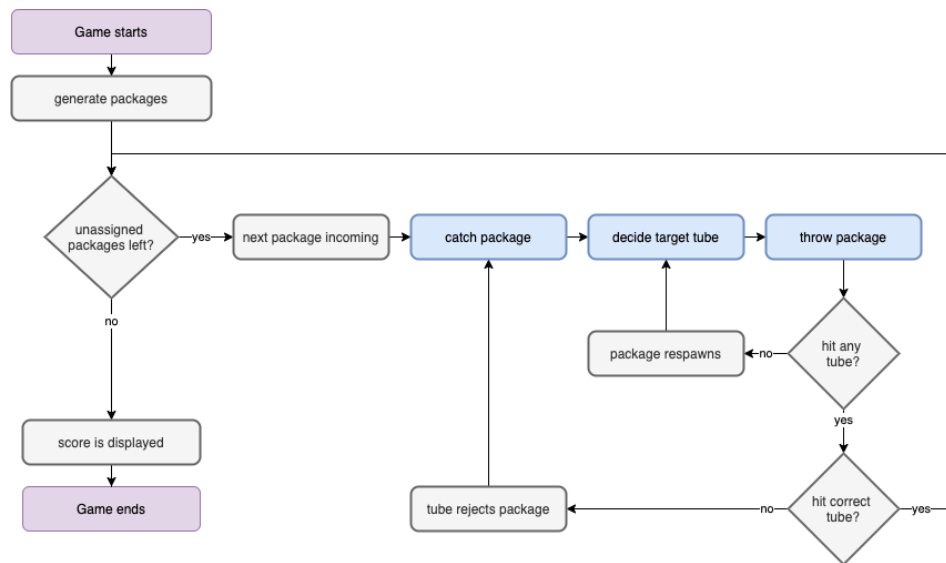 Game starts
generate packages
unassigned
packages left?
yes
next package incoming
catch package
decide target tube
throw package
no
package respawns
no
hit any
tube?
yes
score is displayed
Game ends
tube rejects package
no
hit correct
tube?
yes